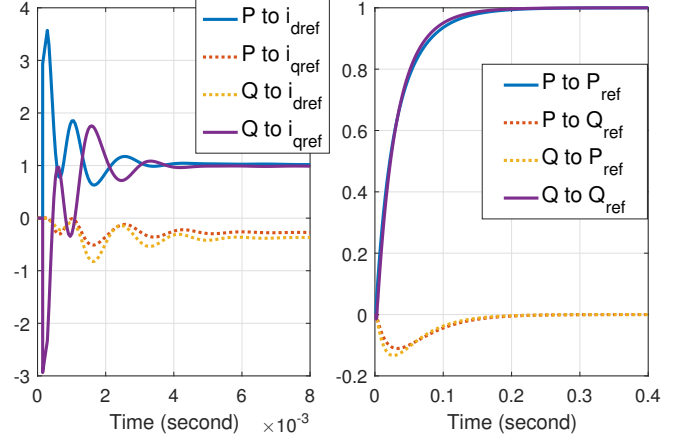 4
3
2
1
0
-1
-2
-3
0
2
4
6
8
Time (second)
×10⁻³
P to i_dref
P to i_qref
Q to i_dref
Q to i_qref
1
0.8
0.6
0.4
0.2
0
-0.2
0
0.1
0.2
0.3
0.4
Time (second)
P to P_ref
P to Q_ref
Q to P_ref
Q to Q_ref